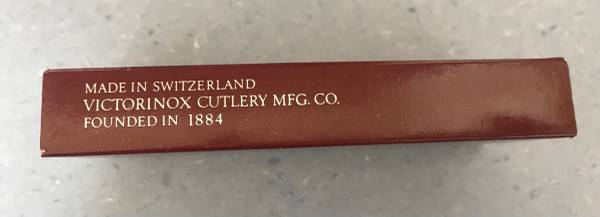 MADE IN SWITZERLAND
VICTORINOX CUTLERY MFG. CO.
FOUNDED IN 1884